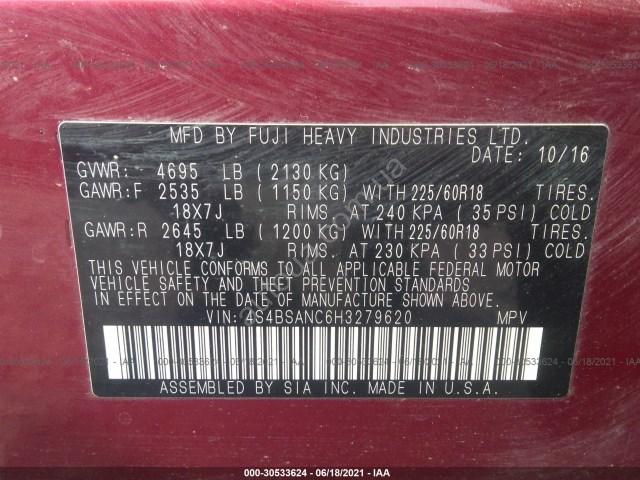 MFD BY FUJI HEAVY INDUSTRIES LTD.
DATE: 10/16
GVWR: 4695 LB ( 2130 KG)
GAWR:F 2535 LB ( 1150 KG) WITH 225/60R18 TIRES.
18X7J RIMS. AT 240 KPA ( 35 PSI) COLD
GAWR:R 2645 LB ( 1200 KG) WITH 225/60R18 TIRES.
18X7J RIMS. AT 230 KPA ( 33 PSI) COLD
THIS VEHICLE CONFORMS TO ALL APPLICABLE FEDERAL MOTOR
VEHICLE SAFETY AND THEFT PREVENTION STANDARDS
IN EFFECT ON THE DATE OF MANUFACTURE SHOWN ABOVE.
VIN: 4S4BSANC6H3279620 MPV
ASSEMBLED BY SIA INC. MADE IN U.S.A.
000-30533624 - 06/18/2021 - IAA